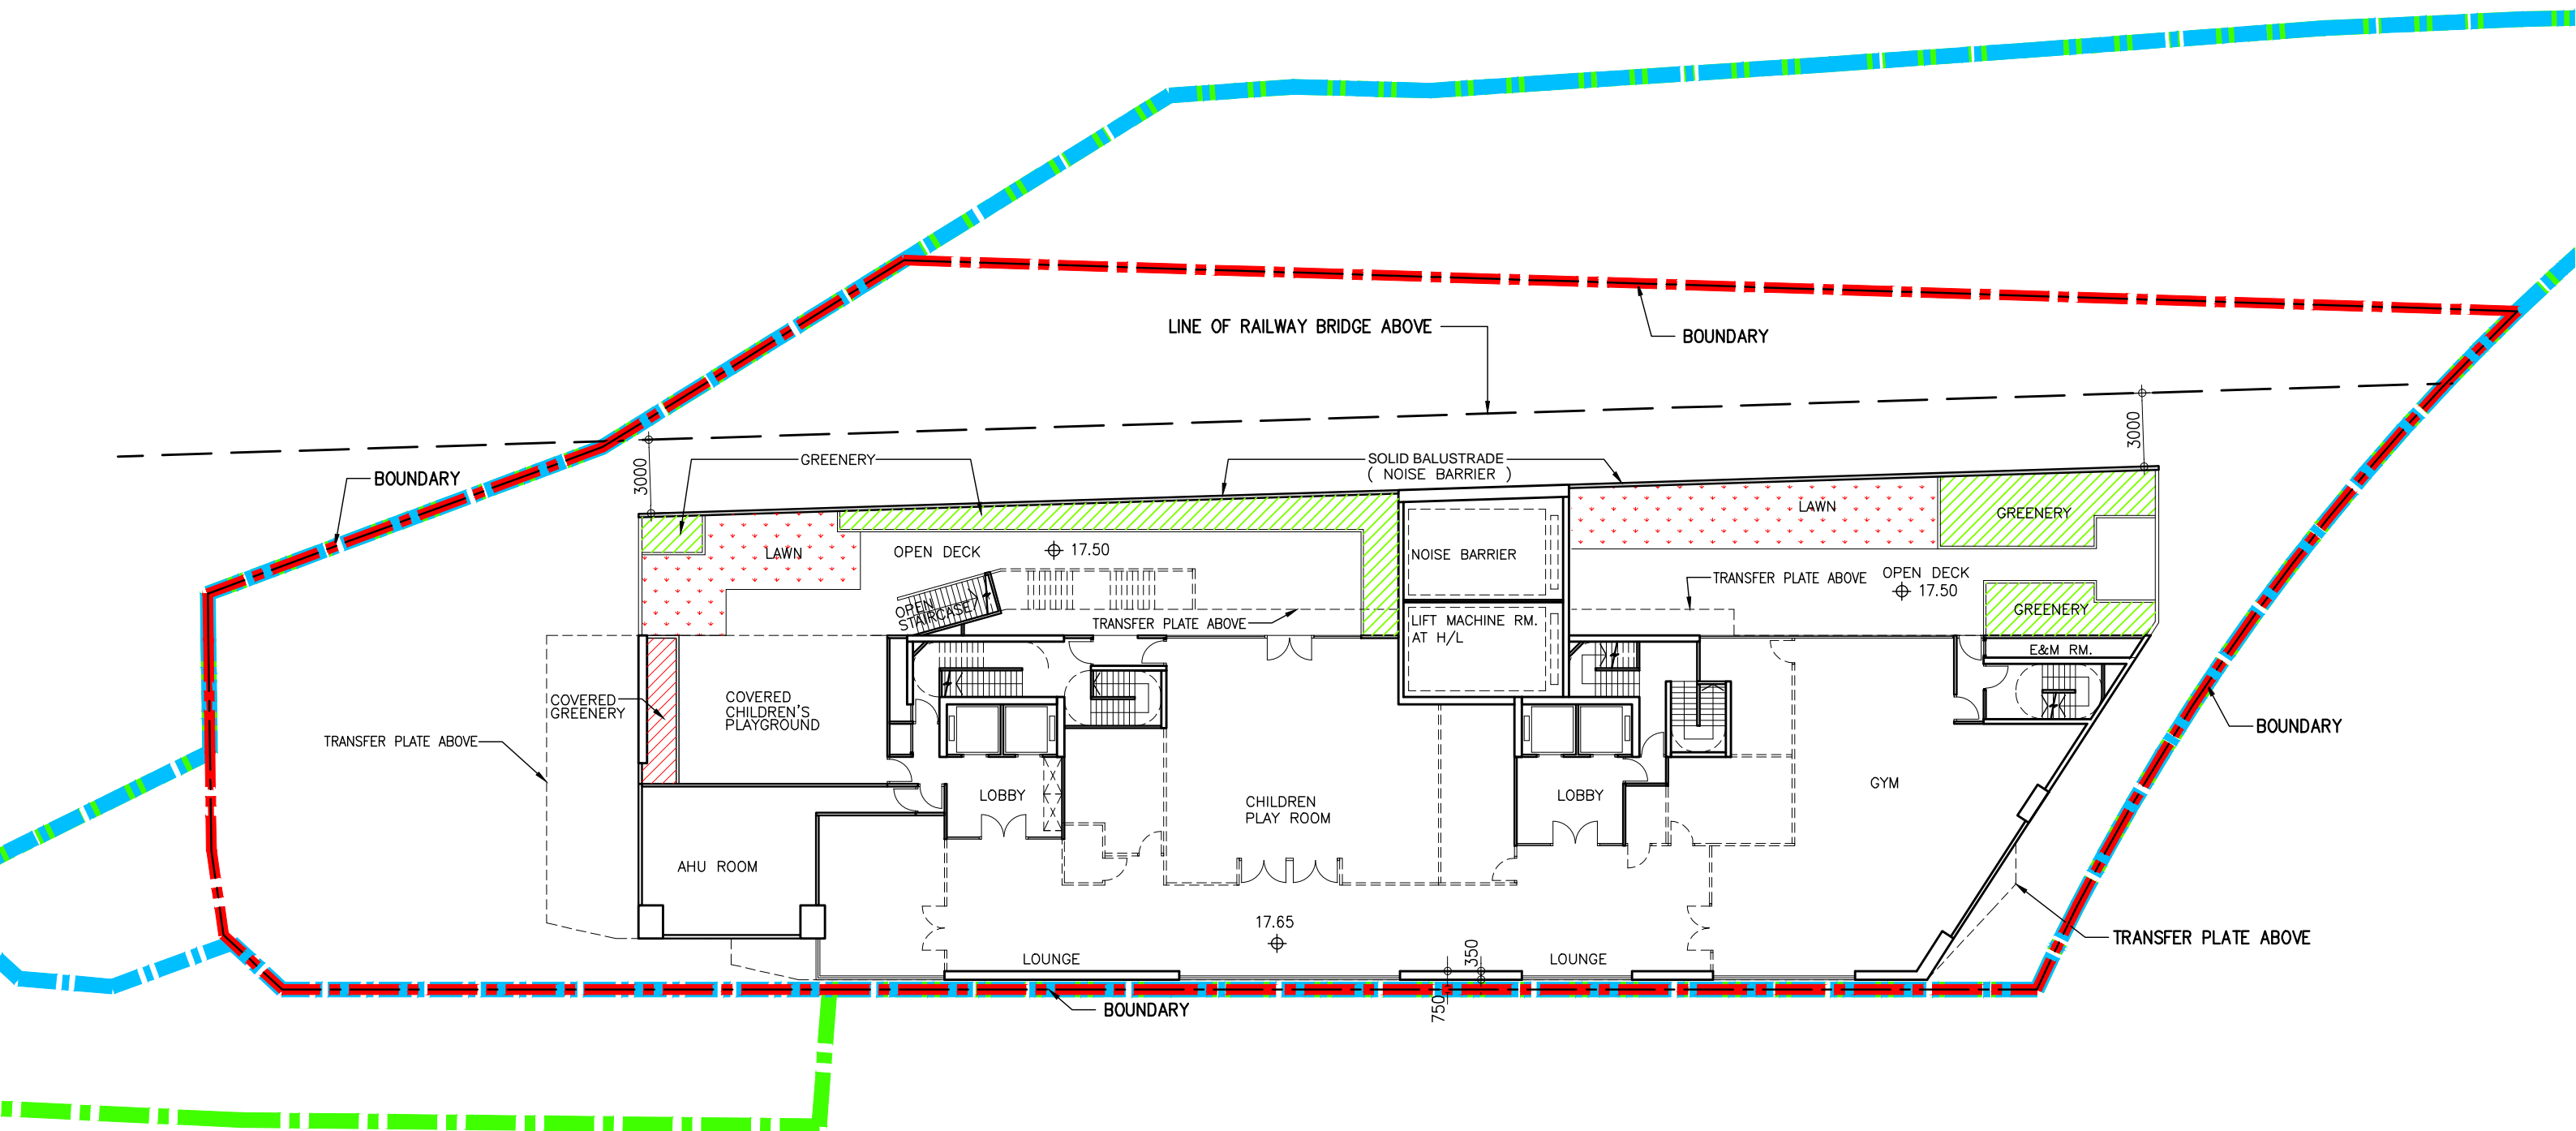 LINE OF RAILWAY BRIDGE ABOVE
BOUNDARY
3000
3000
BOUNDARY
GREENERY
SOLID BALUSTRADE
( NOISE BARRIER )
LAWN
GREENERY
LAWN
OPEN DECK
17.50
NOISE BARRIER
TRANSFER PLATE ABOVE
OPEN DECK
17.50
OPEN
STAIRCASE
TRANSFER PLATE ABOVE
LIFT MACHINE RM.
AT H/L
GREENERY
E&M RM.
COVERED
GREENERY
COVERED
CHILDREN'S
PLAYGROUND
TRANSFER PLATE ABOVE
BOUNDARY
LOBBY
CHILDREN
PLAY ROOM
LOBBY
GYM
AHU ROOM
17.65
TRANSFER PLATE ABOVE
LOUNGE
350
LOUNGE
750
BOUNDARY